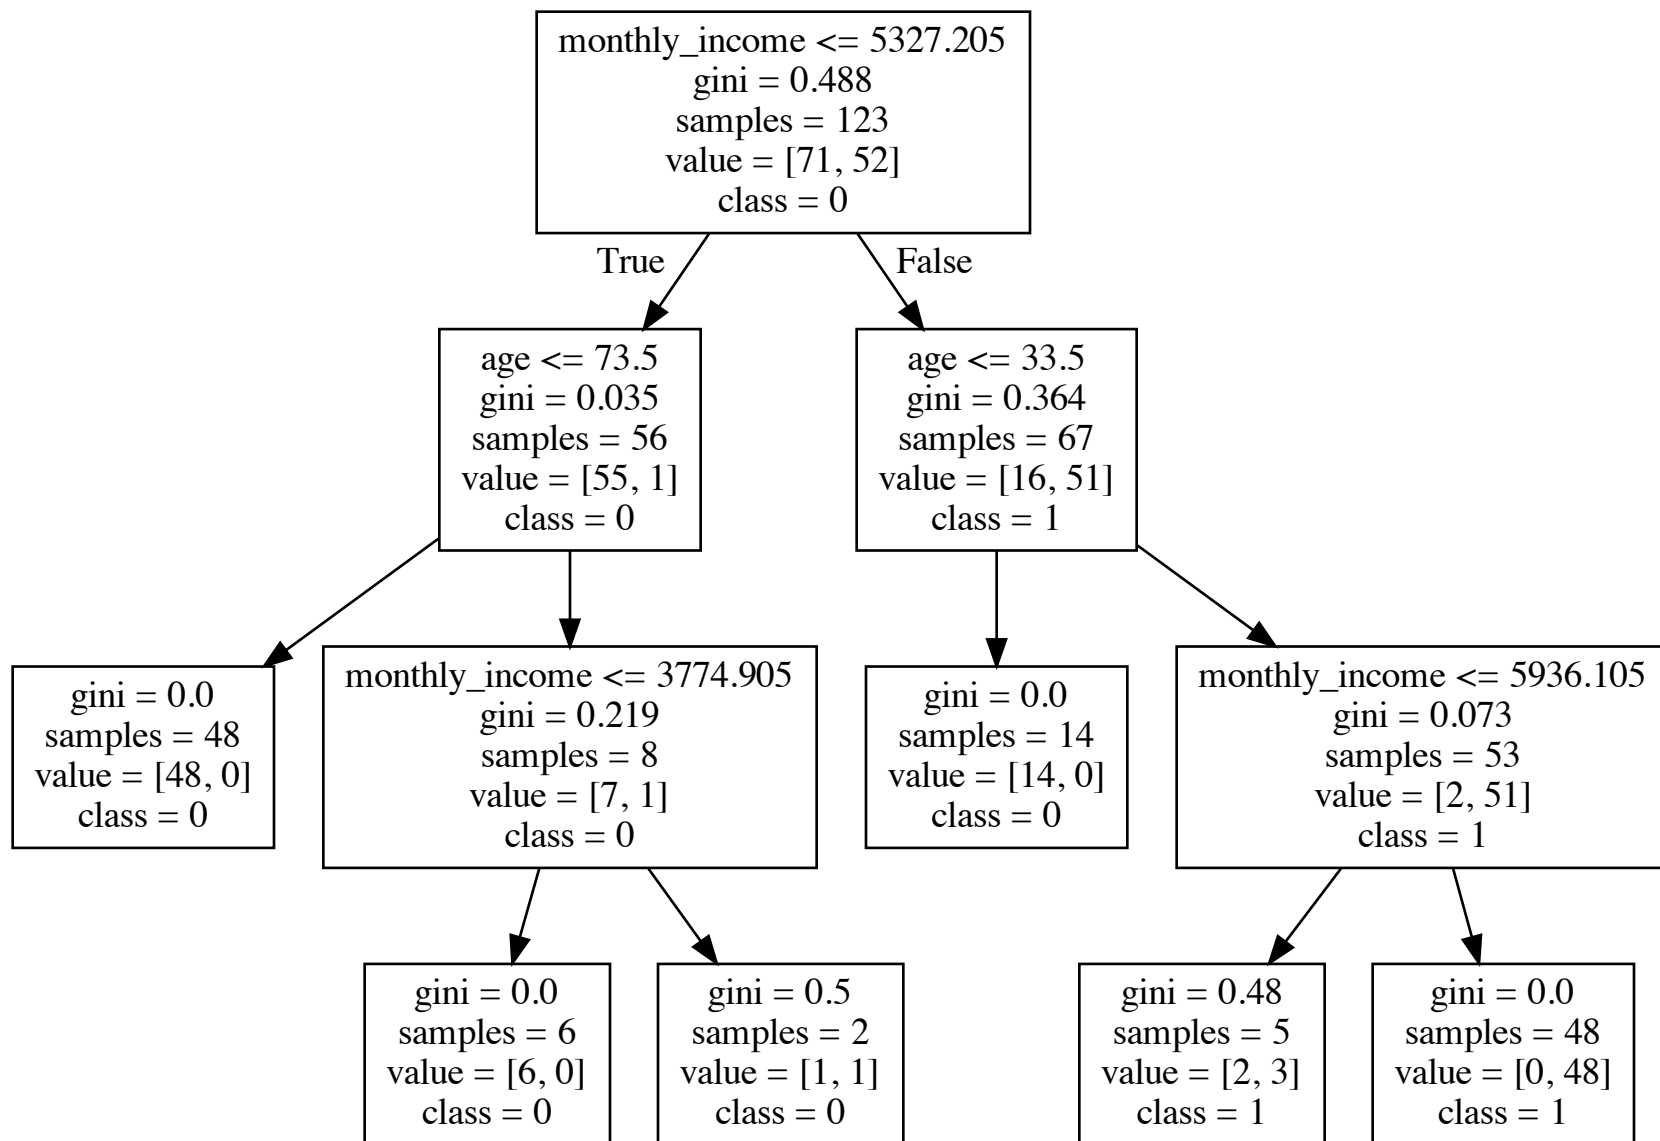 monthly_income <= 5327.205
gini = 0.488
samples = 123
value = [71, 52]
class = 0
True
False
age <= 73.5
gini = 0.035
samples = 56
value = [55, 1]
class = 0
age <= 33.5
gini = 0.364
samples = 67
value = [16, 51]
class = 1
gini = 0.0
samples = 48
value = [48, 0]
class = 0
monthly_income <= 3774.905
gini = 0.219
samples = 8
value = [7, 1]
class = 0
gini = 0.0
samples = 14
value = [14, 0]
class = 0
monthly_income <= 5936.105
gini = 0.073
samples = 53
value = [2, 51]
class = 1
gini = 0.0
samples = 6
value = [6, 0]
class = 0
gini = 0.5
samples = 2
value = [1, 1]
class = 0
gini = 0.48
samples = 5
value = [2, 3]
class = 1
gini = 0.0
samples = 48
value = [0, 48]
class = 1